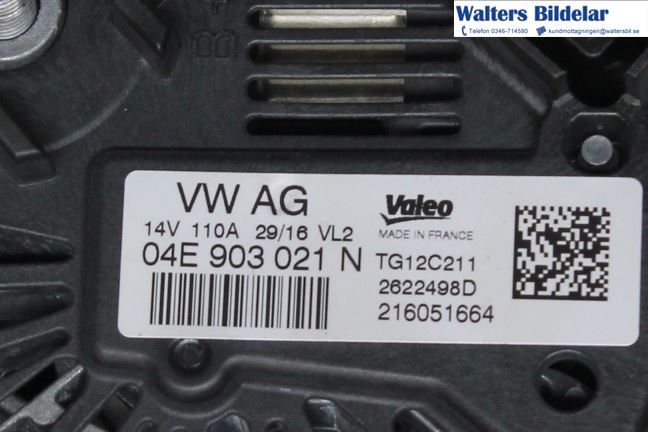 Walters Bildelar
Telefon 0346-714580 kundmottagningen@waltersbil.se
B+
VW AG
14V 110A 29/16 VL2
04E 903 021 N
Valeo
MADE IN FRANCE
TG12C211
2622498D
216051664